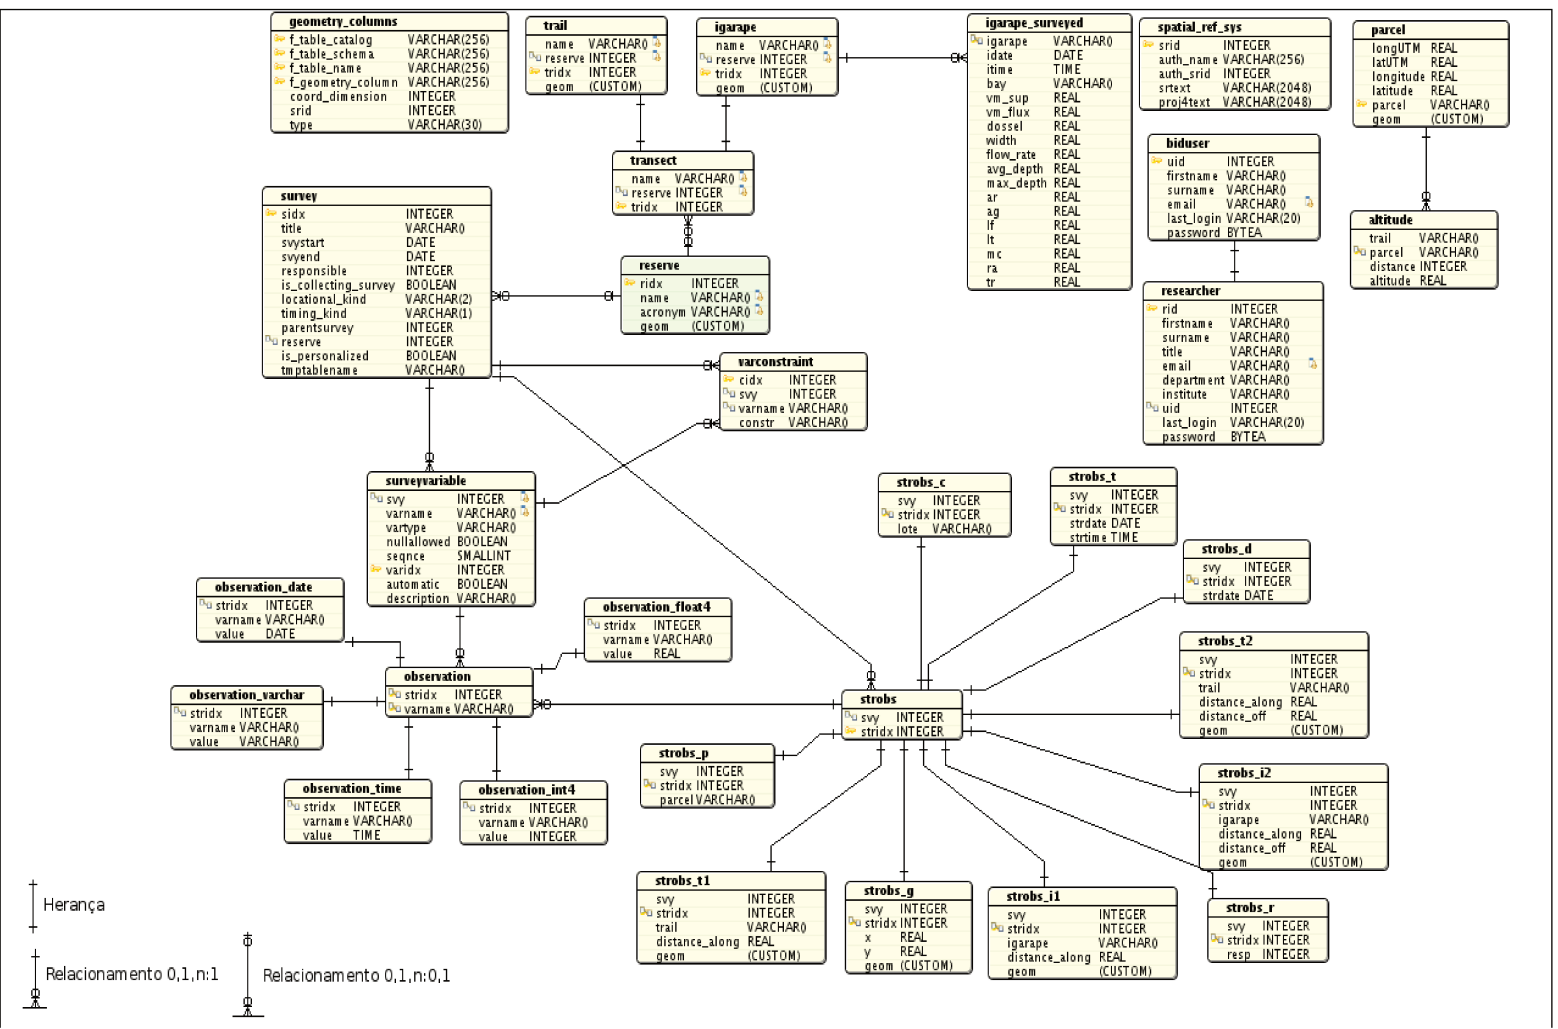 geometry_columns
f_table_catalog VARCHAR(256)
f_table_schema VARCHAR(256)
f_table_name VARCHAR(256)
f_geometry_column VARCHAR(256)
coord_dimension INTEGER
srid INTEGER
type VARCHAR(30)
trail
name VARCHAR()
reserve INTEGER
tridx INTEGER
geom (CUSTOM)
igarape
name VARCHAR()
reserve INTEGER
tridx INTEGER
geom (CUSTOM)
igarape_surveyed
igarape VARCHAR()
idate DATE
itime TIME
bay VARCHAR()
vm_sup REAL
vm_flux REAL
dossel REAL
width REAL
flow_rate REAL
avg_depth REAL
max_depth REAL
ar REAL
ag REAL
lf REAL
lt REAL
mc REAL
ra REAL
tr REAL
spatial_ref_sys
srid INTEGER
auth_name VARCHAR(256)
auth_srid INTEGER
srtext VARCHAR(2048)
proj4text VARCHAR(2048)
parcel
longUTM REAL
latUTM REAL
longitude REAL
latitude REAL
parcel VARCHAR()
geom (CUSTOM)
biduser
uid INTEGER
firstname VARCHAR()
surname VARCHAR()
email VARCHAR()
last_login VARCHAR(20)
password BYTEA
transect
name VARCHAR()
reserve INTEGER
tridx INTEGER
survey
sidx INTEGER
title VARCHAR()
svystart DATE
svyend DATE
responsible INTEGER
is_collecting_survey BOOLEAN
locational_kind VARCHAR(2)
timing_kind VARCHAR(1)
parentsurvey INTEGER
reserve INTEGER
is_personalized BOOLEAN
tmptablename VARCHAR()
altitude
trail VARCHAR()
parcel VARCHAR()
distance INTEGER
altitude REAL
reserve
ridx INTEGER
name VARCHAR()
acronym VARCHAR()
geom (CUSTOM)
researcher
rid INTEGER
firstname VARCHAR()
surname VARCHAR()
title VARCHAR()
email VARCHAR()
department VARCHAR()
institute VARCHAR()
uid INTEGER
last_login VARCHAR(20)
password BYTEA
varconstraint
cidx INTEGER
svy INTEGER
varname VARCHAR()
constr VARCHAR()
surveyvariable
svy INTEGER
varname VARCHAR()
vartype VARCHAR()
nullallowed BOOLEAN
seqnce SMALLINT
varidx INTEGER
automatic BOOLEAN
description VARCHAR()
strobs_c
svy INTEGER
stridx INTEGER
lote VARCHAR()
strobs_t
svy INTEGER
stridx INTEGER
strdate DATE
strtime TIME
strobs_d
svy INTEGER
stridx INTEGER
strdate DATE
observation_date
stridx INTEGER
varname VARCHAR()
value DATE
observation_float4
stridx INTEGER
varname VARCHAR()
value REAL
strobs_t2
svy INTEGER
stridx INTEGER
trail VARCHAR()
distance_along REAL
distance_off REAL
geom (CUSTOM)
observation
stridx INTEGER
varname VARCHAR()
observation_varchar
stridx INTEGER
varname VARCHAR()
value VARCHAR()
strobs
svy INTEGER
stridx INTEGER
strobs_p
svy INTEGER
stridx INTEGER
parcel VARCHAR()
strobs_i2
svy INTEGER
stridx INTEGER
igarape VARCHAR()
distance_along REAL
distance_off REAL
geom (CUSTOM)
observation_time
stridx INTEGER
varname VARCHAR()
value TIME
observation_int4
stridx INTEGER
varname VARCHAR()
value INTEGER
strobs_t1
svy INTEGER
stridx INTEGER
trail VARCHAR()
distance_along REAL
geom (CUSTOM)
strobs_g
svy INTEGER
stridx INTEGER
x REAL
y REAL
geom (CUSTOM)
strobs_i1
svy INTEGER
stridx INTEGER
igarape VARCHAR()
distance_along REAL
geom (CUSTOM)
strobs_r
svy INTEGER
stridx INTEGER
resp INTEGER
Herança
Relacionamento 0,1,n:1
Relacionamento 0,1,n:0,1